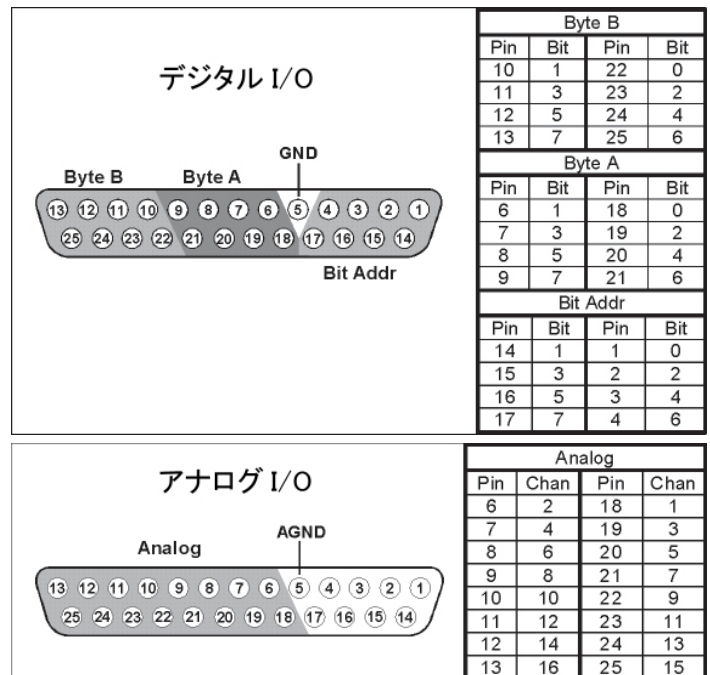 デジタル I/O
GND
Byte B Byte A
13 12 11 10 9 8 7 6 5 4 3 2 1
25 24 23 22 21 20 19 18 17 16 15 14
Bit Addr
Byte B
Pin Bit Pin Bit
10 1 22 0
11 3 23 2
12 5 24 4
13 7 25 6
Byte A
Pin Bit Pin Bit
6 1 18 0
7 3 19 2
8 5 20 4
9 7 21 6
Bit Addr
Pin Bit Pin Bit
14 1 1 0
15 3 2 2
16 5 3 4
17 7 4 6
アナログ I/O
AGND
Analog
13 12 11 10 9 8 7 6 5 4 3 2 1
25 24 23 22 21 20 19 18 17 16 15 14
Analog
Pin Chan Pin Chan
6 2 18 1
7 4 19 3
8 6 20 5
9 8 21 7
10 10 22 9
11 12 23 11
12 14 24 13
13 16 25 15